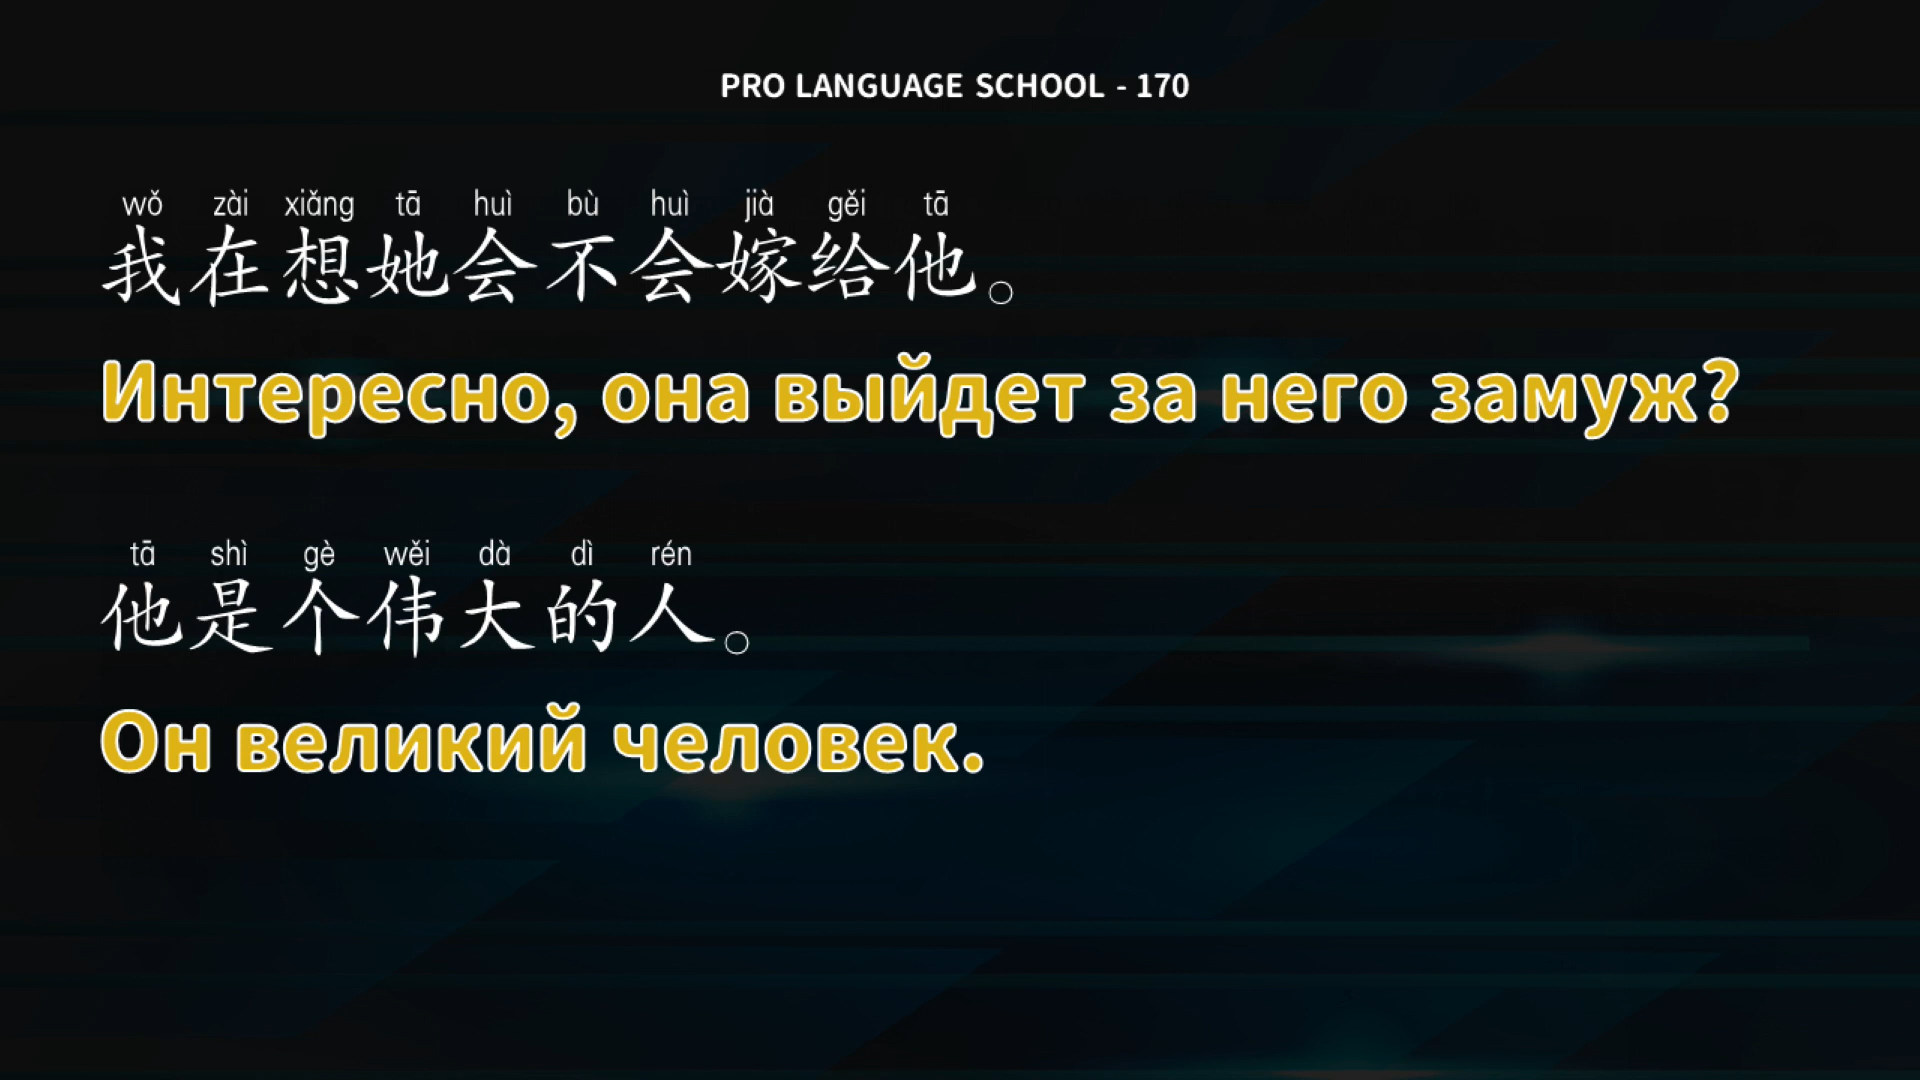 PRO LANGUAGE SCHOOL - 170
wǒ zài xiǎng tā huì bù huì jià gěi tā
我在想她会不会嫁给他。
Интересно, она выйдет за него замуж?
tā shì gè wěi dà dì rén
他是个伟大的人。
Он великий человек.